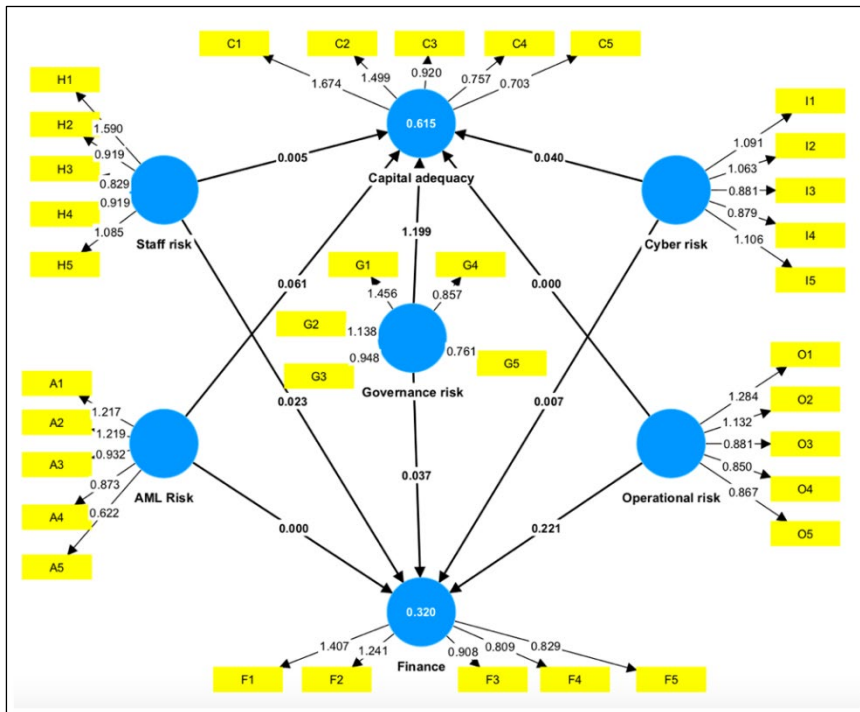 C1
C2
C3
C4
C5
1.674
1.499
0.920
0.757
0.703
H1
H2
H3
H4
H5
1.590
0.919
0.829
0.919
1.085
Staff risk
0.615
Capital adequacy
I1
I2
I3
I4
I5
1.091
1.063
0.881
0.879
1.106
Cyber risk
0.005
0.040
1.199
0.061
0.000
G1
G4
1.456
0.857
G2
1.138
0.948
0.761
G3
G5
Governance risk
0.023
0.007
0.037
A1
A2
A3
A4
A5
1.217
1.219
0.932
0.873
0.622
AML Risk
O1
O2
O3
O4
O5
1.284
1.132
0.881
0.850
0.867
Operational risk
0.000
0.221
0.320
Finance
1.407
1.241
0.908
0.809
0.829
F1
F2
F3
F4
F5